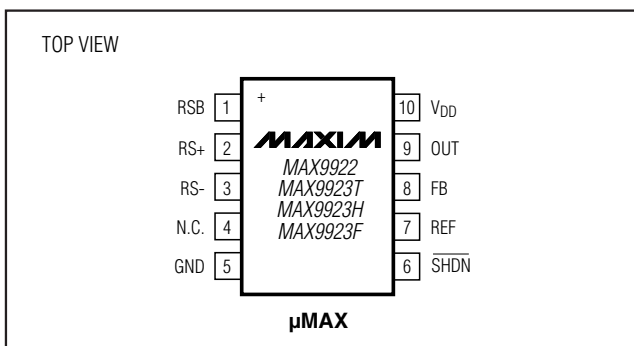 TOP VIEW
RSB 1 + 10 VDD
RS+ 2 MAXIM 9 OUT
MAX9922
RS- 3 MAX9923T 8 FB
MAX9923H
N.C. 4 MAX9923F 7 REF
GND 5 6 SHDN
µMAX